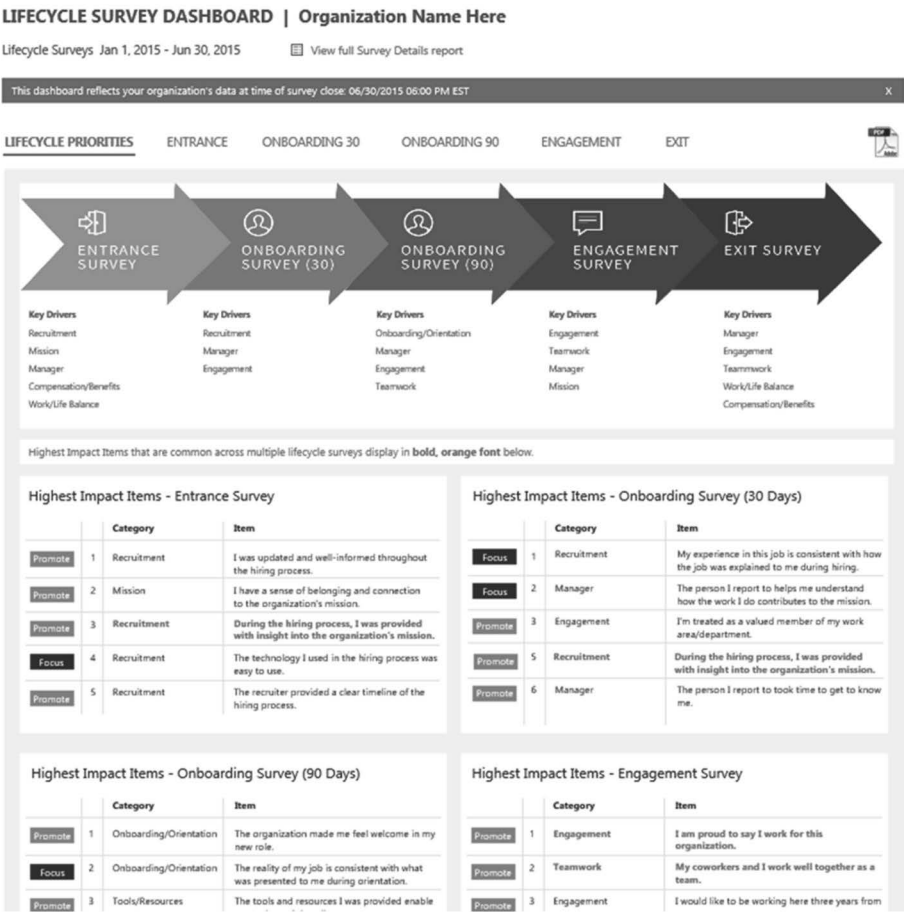 LIFECYCLE SURVEY DASHBOARD | Organization Name Here
Lifecycle Surveys Jan 1, 2015 - Jun 30, 2015 View full Survey Details report
This dashboard reflects your organization's data at time of survey close: 06/30/2015 06:00 PM EST X
LIFECYCLE PRIORITIES ENTRANCE ONBOARDING 30 ONBOARDING 90 ENGAGEMENT EXIT
PDF
Adobe
ENTRANCE
SURVEY
ONBOARDING
SURVEY (30)
ONBOARDING
SURVEY (90)
ENGAGEMENT
SURVEY
EXIT SURVEY
Key Drivers
Recruitment
Mission
Manager
Compensation/Benefits
Work/Life Balance
Key Drivers
Recruitment
Manager
Engagement
Key Drivers
Onboarding/Orientation
Manager
Engagement
Teamwork
Key Drivers
Engagement
Teamwork
Manager
Mission
Key Drivers
Manager
Engagement
Teammwork
Work/Life Balance
Compensation/Benefits
Highest Impact Items that are common across multiple lifecycle surveys display in bold, orange font below.
Highest Impact Items - Entrance Survey
Category Item
Promote 1 Recruitment I was updated and well-informed throughout
the hiring process.
Promote 2 Mission I have a sense of belonging and connection
to the organization's mission.
Promote 3 Recruitment During the hiring process, I was provided
with insight into the organization's mission.
Focus 4 Recruitment The technology I used in the hiring process was
easy to use.
Promote 5 Recruitment The recruiter provided a clear timeline of the
hiring process.
Highest Impact Items - Onboarding Survey (30 Days)
Category Item
Focus 1 Recruitment My experience in this job is consistent with how
the job was explained to me during hiring.
Focus 2 Manager The person I report to helps me understand
how the work I do contributes to the mission.
Promote 3 Engagement I'm treated as a valued member of my work
area/department.
Promote 5 Recruitment During the hiring process, I was provided
with insight into the organization's mission.
Promote 6 Manager The person I report to took time to get to know
me.
Highest Impact Items - Onboarding Survey (90 Days)
Category Item
Promote 1 Onboarding/Orientation The organization made me feel welcome in my
new role.
Focus 2 Onboarding/Orientation The reality of my job is consistent with what
was presented to me during orientation.
Promote 3 Tools/Resources The tools and resources I was provided enable
Highest Impact Items - Engagement Survey
Category Item
Promote 1 Engagement I am proud to say I work for this
organization.
Promote 2 Teamwork My coworkers and I work well together as a
team.
Promote 3 Engagement I would like to be working here three years from